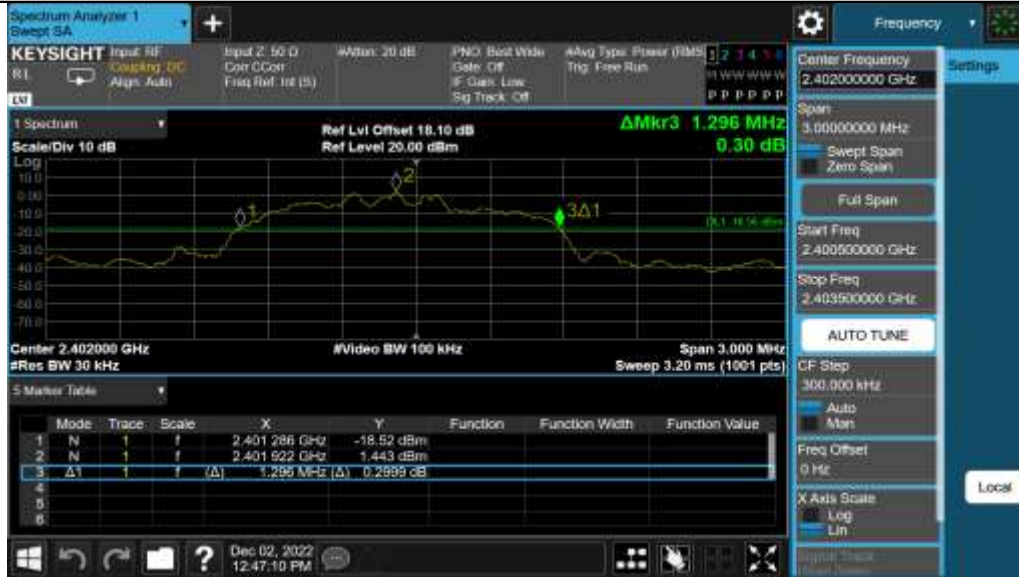 Spectrum Analyzer 1
Swept SA
+
Frequency
KEYSIGHT
RL
LXI
Input: RF
Coupling: DC
Align: Auto
Input Z: 50 Ω
Corr CCorr
Freq Ref: Int (S)
#Atten: 20 dB
PNO: Best Wide
Gate: Off
IF Gain: Low
Sig Track: Off
#Avg Type: Power (RMS
Trig: Free Run
1 2 3 4 5 6
P P P P P P
1 Spectrum
Scale/Div 10 dB
Ref Lvl Offset 18.10 dB
Ref Level 20.00 dBm
ΔMkr3 1.296 MHz
0.30 dB
Log
10.0
0.00
-10.0
-20.0
-30.0
-40.0
-50.0
-60.0
-70.0
1
2
3Δ1
Center 2.402000 GHz
#Res BW 30 kHz
#Video BW 100 kHz
Span 3.000 MHz
Sweep 3.20 ms (1001 pts)
5 Marker Table
Mode Trace Scale X Y Function Function Width Function Value
1 N 1 f 2.401 286 GHz -18.52 dBm
2 N 1 f 2.401 922 GHz 1.443 dBm
3 Δ1 1 f (Δ) 1.296 MHz (Δ) 0.2999 dB
4
5
6
Dec 02, 2022
12:47:10 PM
Center Frequency
2.402000000 GHz
Span
3.00000000 MHz
Swept Span
Zero Span
Full Span
Start Freq
2.400500000 GHz
Stop Freq
2.403500000 GHz
AUTO TUNE
CF Step
300.000 kHz
Auto
Man
Freq Offset
0 Hz
X Axis Scale
Log
Lin
Settings
Local